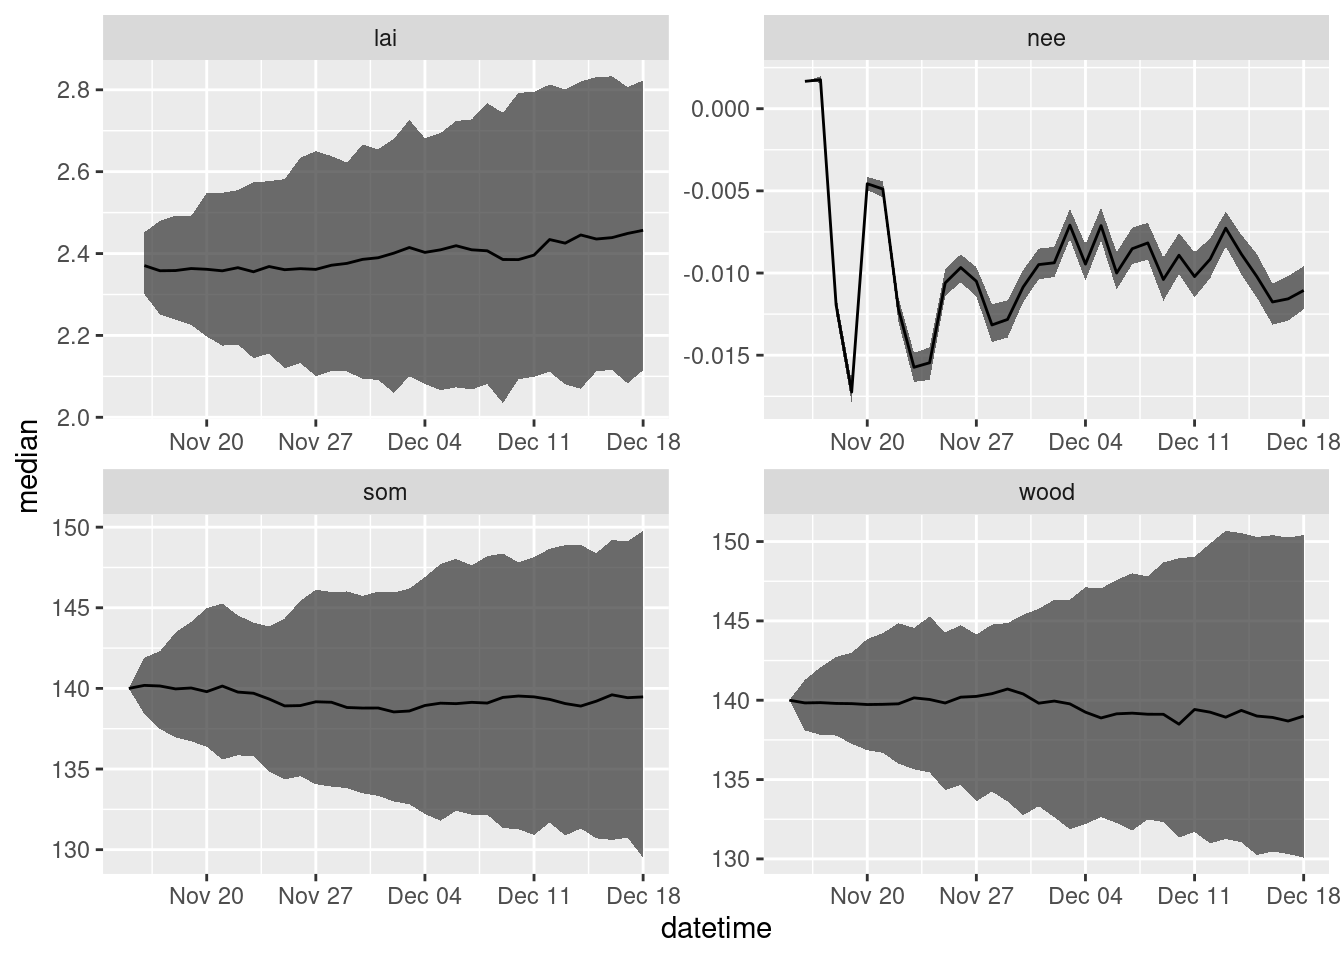 lai
nee
2.8
2.6
2.4
2.2
2.0
0.000
-0.005
-0.010
-0.015
Nov 20 Nov 27 Dec 04 Dec 11 Dec 18
Nov 20 Nov 27 Dec 04 Dec 11 Dec 18
median
som
wood
150
145
140
135
130
150
145
140
135
130
Nov 20 Nov 27 Dec 04 Dec 11 Dec 18
Nov 20 Nov 27 Dec 04 Dec 11 Dec 18
datetime